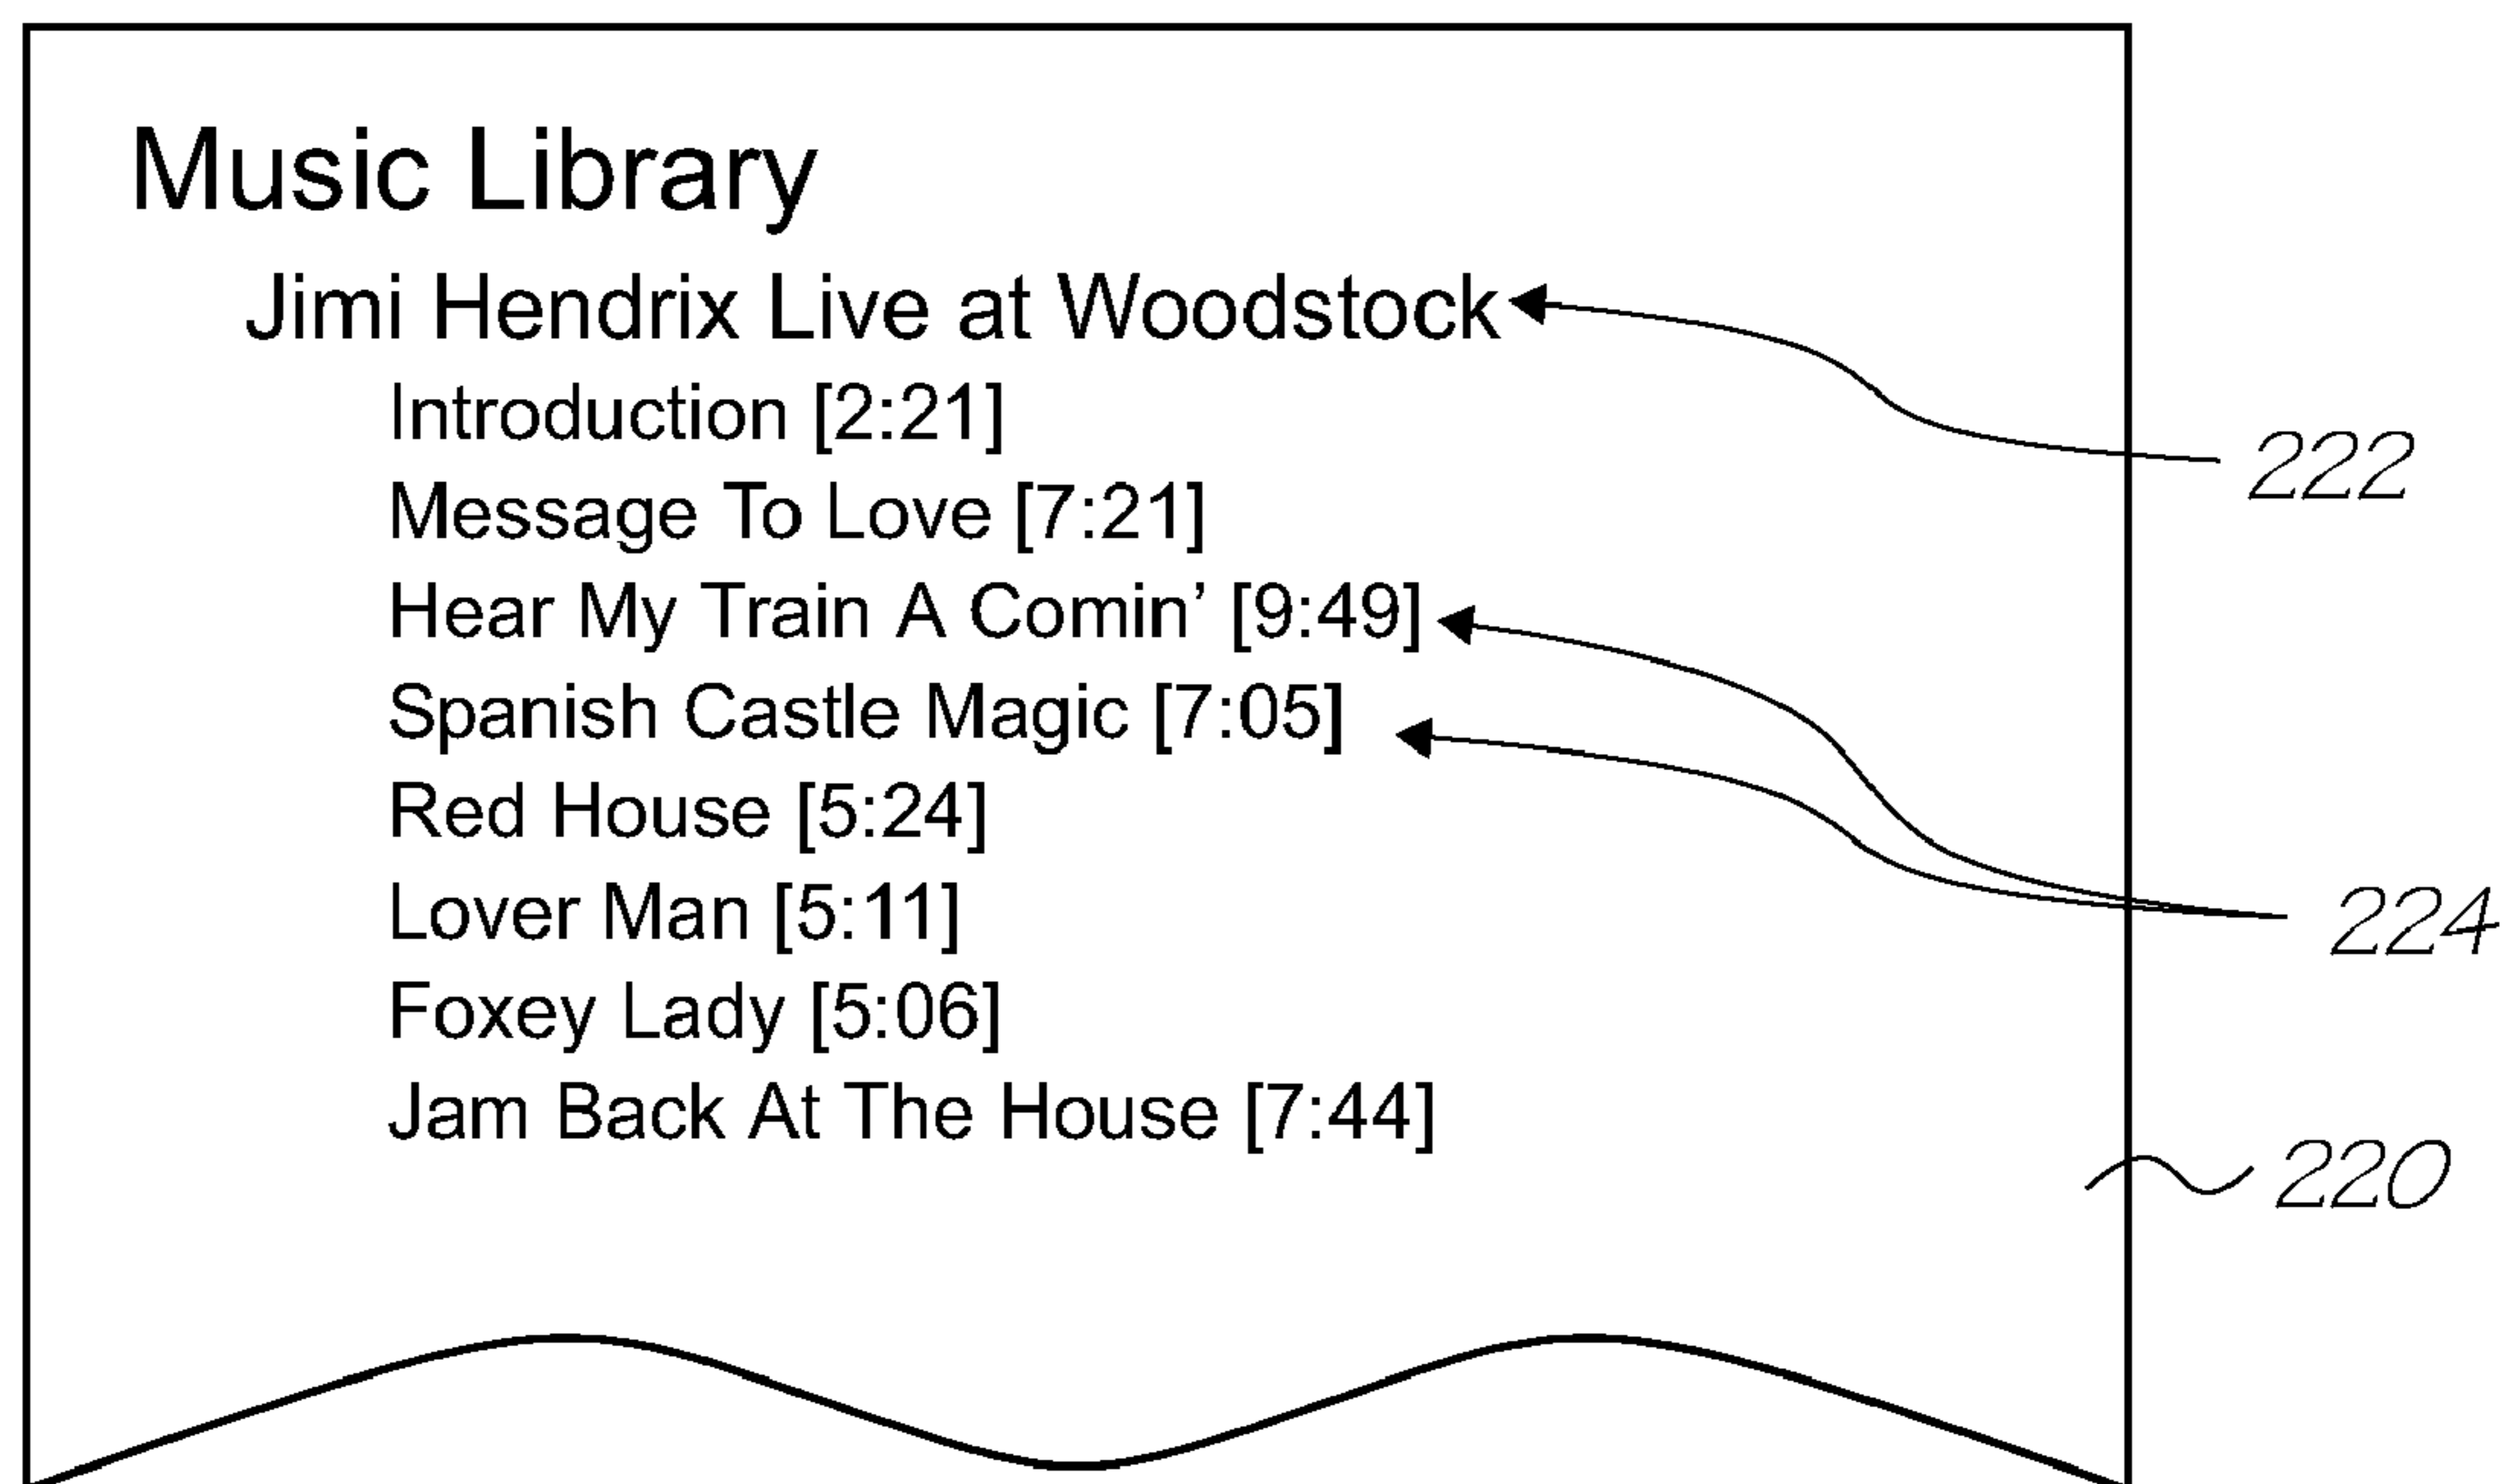 Music Library
Jimi Hendrix Live at Woodstock
Introduction [2:21]
222
Message To Love [7:21]
Hear My Train A Comin’ [9:49]
Spanish Castle Magic [7:05]
Red House [5:24]
Lover Man [5:11]
224
Foxey Lady [5:06]
Jam Back At The House [7:44]
220